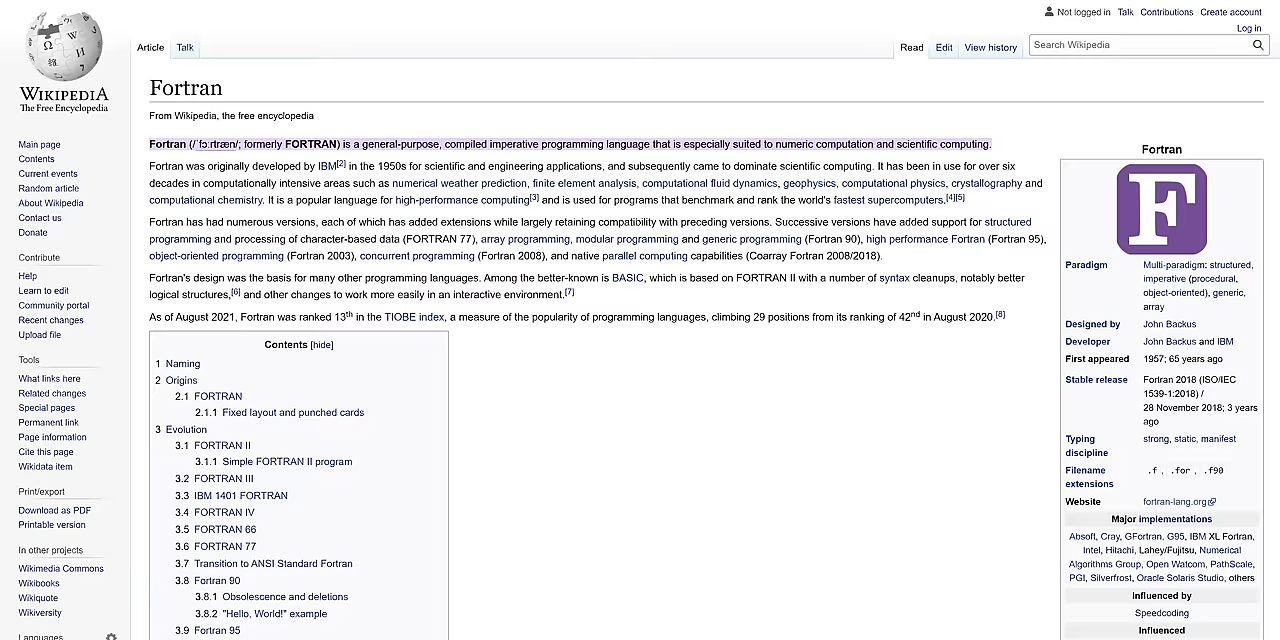 Not logged in Talk Contributions Create account
Log in
WIKIPEDIA
The Free Encyclopedia
Article Talk
Read Edit View history
Search Wikipedia
Main page
Contents
Current events
Random article
About Wikipedia
Contact us
Donate
Contribute
Help
Learn to edit
Community portal
Recent changes
Upload file
Tools
What links here
Related changes
Special pages
Permanent link
Page information
Cite this page
Wikidata item
Print/export
Download as PDF
Printable version
In other projects
Wikimedia Commons
Wikibooks
Wikiquote
Wikiversity
Languages
Fortran
From Wikipedia, the free encyclopedia
Fortran (/ˈfɔːrtræn/; formerly FORTRAN) is a general-purpose, compiled imperative programming language that is especially suited to numeric computation and scientific computing.
Fortran was originally developed by IBM[2] in the 1950s for scientific and engineering applications, and subsequently came to dominate scientific computing. It has been in use for over six
decades in computationally intensive areas such as numerical weather prediction, finite element analysis, computational fluid dynamics, geophysics, computational physics, crystallography and
computational chemistry. It is a popular language for high-performance computing[3] and is used for programs that benchmark and rank the world's fastest supercomputers.[4][5]
Fortran has had numerous versions, each of which has added extensions while largely retaining compatibility with preceding versions. Successive versions have added support for structured
programming and processing of character-based data (FORTRAN 77), array programming, modular programming and generic programming (Fortran 90), high performance Fortran (Fortran 95),
object-oriented programming (Fortran 2003), concurrent programming (Fortran 2008), and native parallel computing capabilities (Coarray Fortran 2008/2018).
Fortran's design was the basis for many other programming languages. Among the better-known is BASIC, which is based on FORTRAN II with a number of syntax cleanups, notably better
logical structures,[6] and other changes to work more easily in an interactive environment.[7]
As of August 2021, Fortran was ranked 13th in the TIOBE index, a measure of the popularity of programming languages, climbing 29 positions from its ranking of 42nd in August 2020.[8]
Contents [hide]
1 Naming
2 Origins
2.1 FORTRAN
2.1.1 Fixed layout and punched cards
3 Evolution
3.1 FORTRAN II
3.1.1 Simple FORTRAN II program
3.2 FORTRAN III
3.3 IBM 1401 FORTRAN
3.4 FORTRAN IV
3.5 FORTRAN 66
3.6 FORTRAN 77
3.7 Transition to ANSI Standard Fortran
3.8 Fortran 90
3.8.1 Obsolescence and deletions
3.8.2 "Hello, World!" example
3.9 Fortran 95
Fortran
F
Paradigm Multi-paradigm: structured,
imperative (procedural,
object-oriented), generic,
array
Designed by John Backus
Developer John Backus and IBM
First appeared 1957; 65 years ago
Stable release Fortran 2018 (ISO/IEC
1539-1:2018) /
28 November 2018; 3 years
ago
Typing strong, static, manifest
discipline
Filename .f , .for , .f90
extensions
Website fortran-lang.org
Major implementations
Absoft, Cray, GFortran, G95, IBM XL Fortran,
Intel, Hitachi, Lahey/Fujitsu, Numerical
Algorithms Group, Open Watcom, PathScale,
PGI, Silverfrost, Oracle Solaris Studio, others
Influenced by
Speedcoding
Influenced